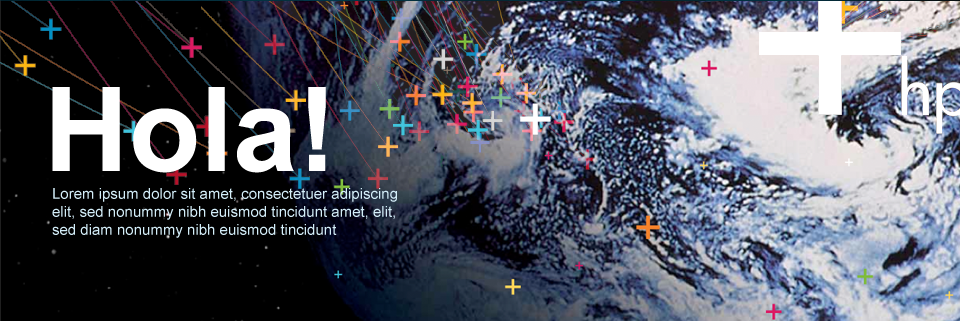 Hola!
Lorem ipsum dolor sit amet, consectetuer adipiscing
elit, sed nonummy nibh euismod tincidunt amet, elit,
sed diam nonummy nibh euismod tincidunt
hp